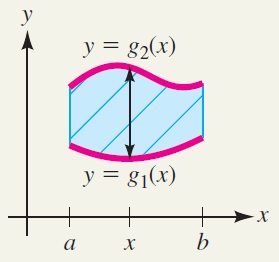 y
y = g₂(x)
y = g₁(x)
x
a x b